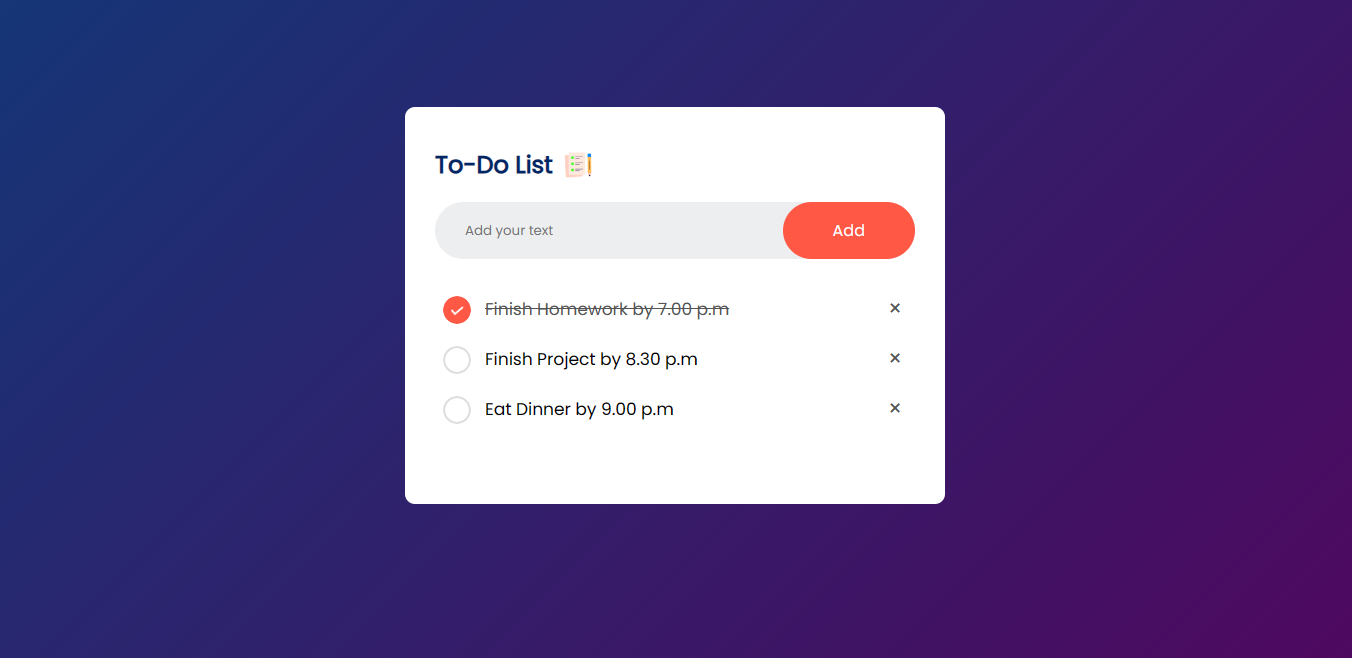 To-Do List
Add your text
Add
Finish Homework by 7.00 p.m
Finish Project by 8.30 p.m
Eat Dinner by 9.00 p.m